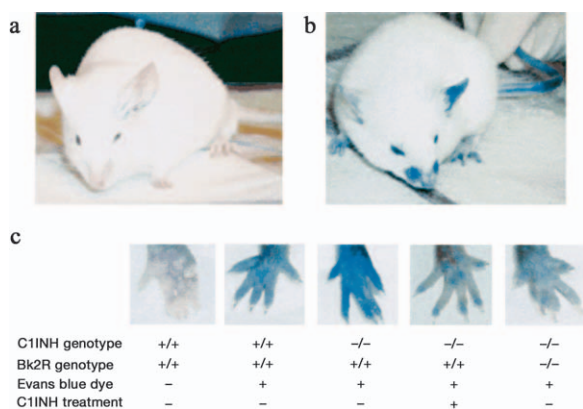 a
b
c
C1INH genotype +/+ +/+ −/− −/− −/−
Bk2R genotype +/+ +/+ +/+ +/+ −/−
Evans blue dye − + + + +
C1INH treatment − − − + −